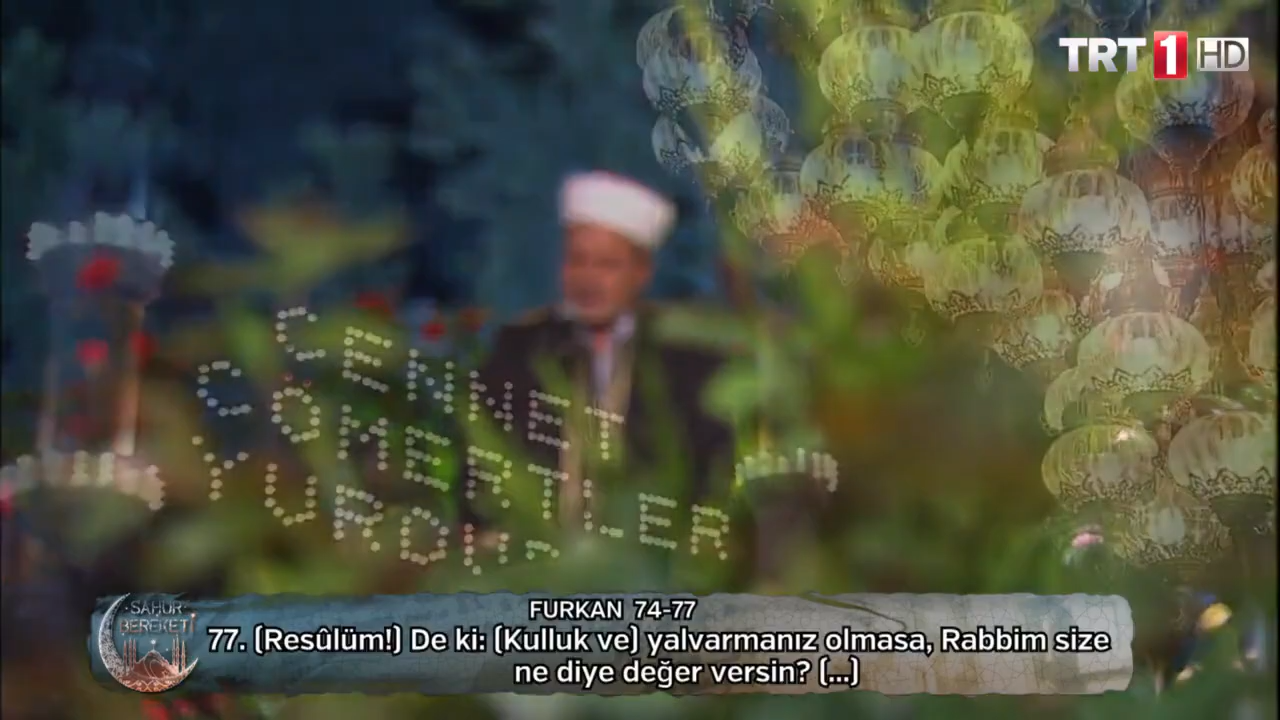 TRT 1 HD
CENNET
CÖMERTLER
YURDUDUR
SAHUR
BEREKETİ
FURKAN 74-77
77. (Resûlüm!) De ki: (Kulluk ve) yalvarmanız olmasa, Rabbim size
ne diye değer versin? (...)